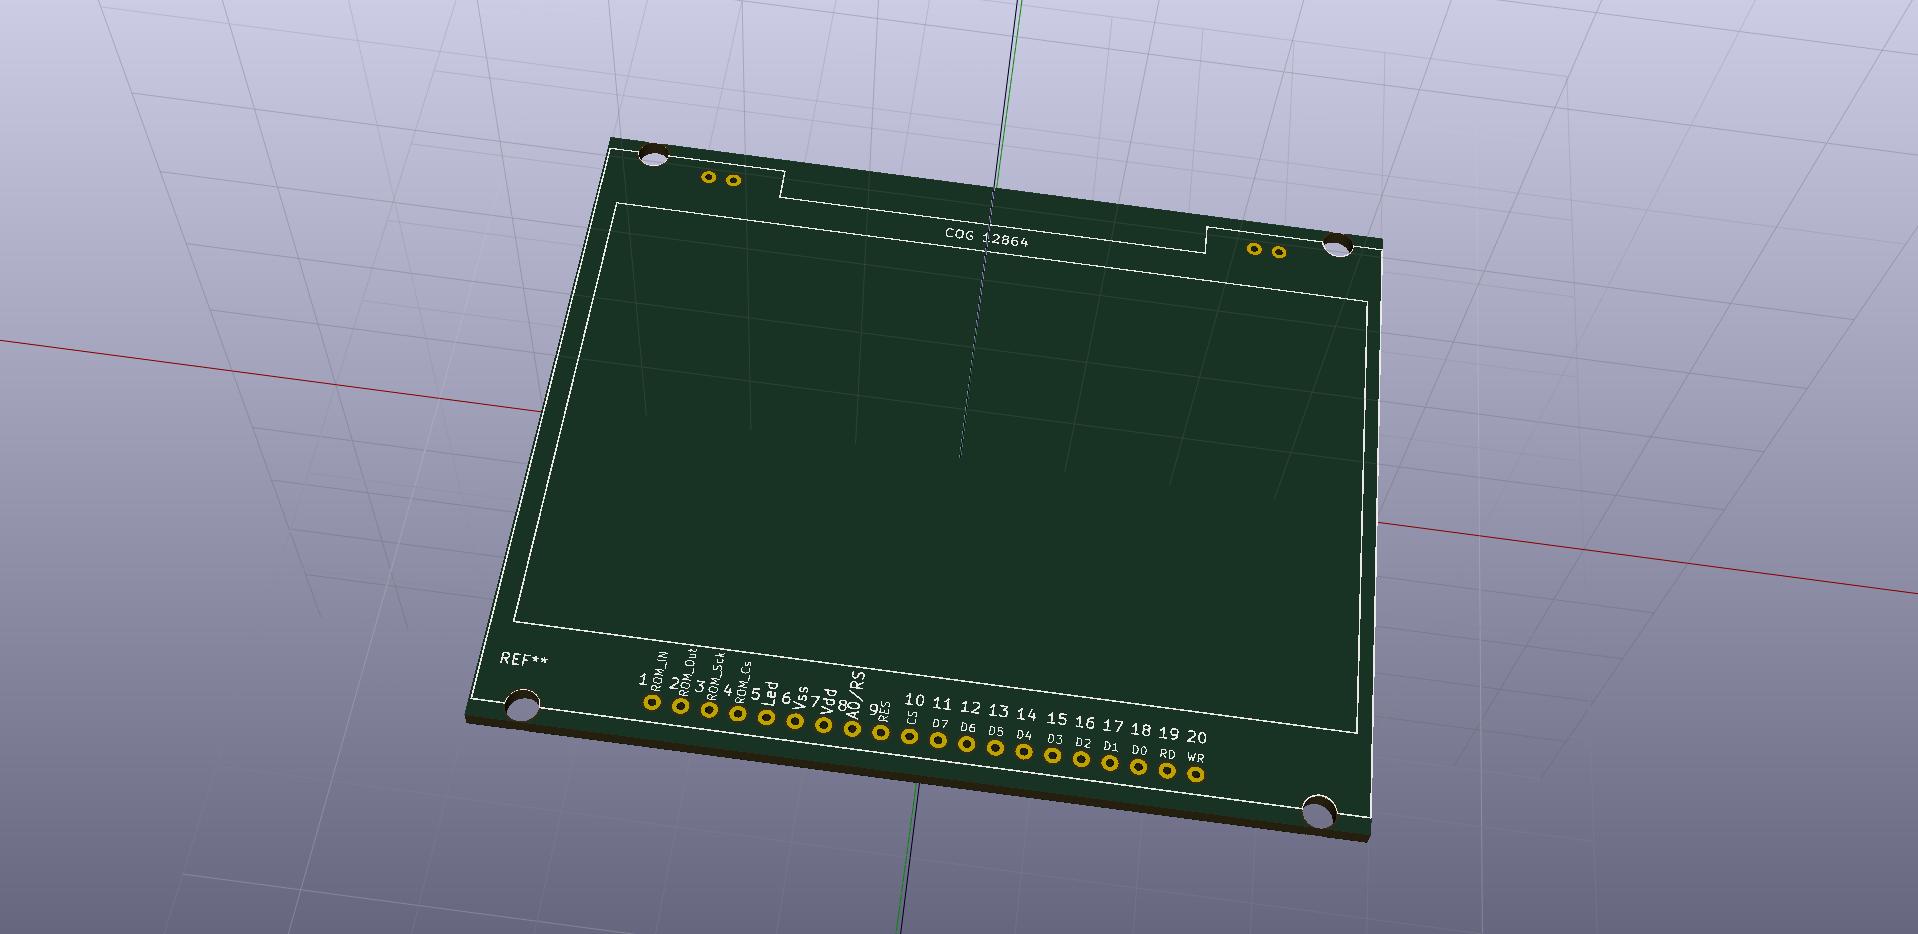 COG 12864
REF**
1 2 3 4 5 6 7 8 9 10 11 12 13 14 15 16 17 18 19 20
ROM_IN ROM_Out ROM_Sck ROM_Cs Led Vss Vdd AO/RS RES CS D7 D6 D5 D4 D3 D2 D1 D0 RD WR